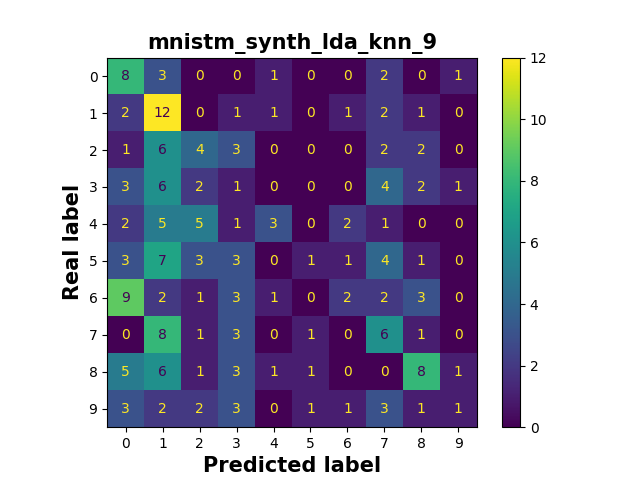 mnistm_synth_lda_knn_9
0 8 3 0 0 1 0 0 2 0 1
1 2 12 0 1 1 0 1 2 1 0
2 1 6 4 3 0 0 0 2 2 0
3 3 6 2 1 0 0 0 4 2 1
4 2 5 5 1 3 0 2 1 0 0
5 3 7 3 3 0 1 1 4 1 0
6 9 2 1 3 1 0 2 2 3 0
7 0 8 1 3 0 1 0 6 1 0
8 5 6 1 3 1 1 0 0 8 1
9 3 2 2 3 0 1 1 3 1 1
0 1 2 3 4 5 6 7 8 9
Predicted label
Real label
12
10
8
6
4
2
0